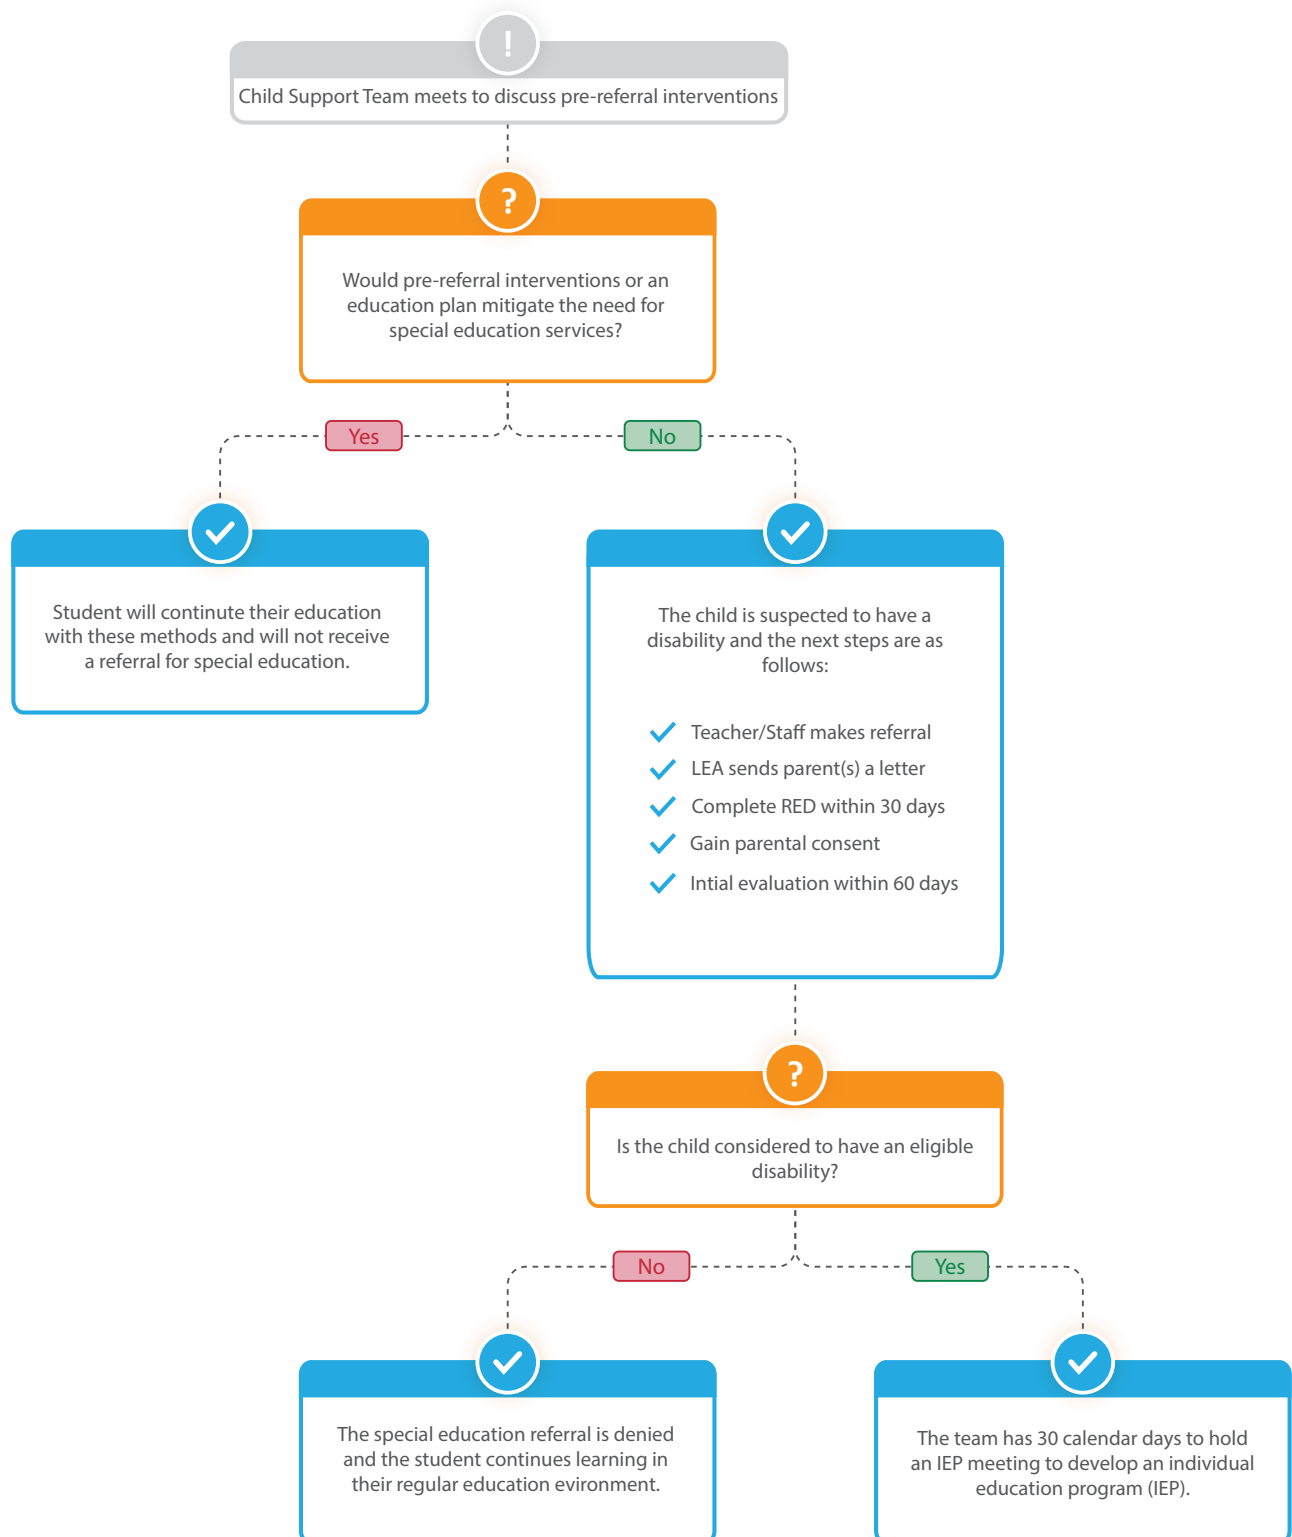 !
Child Support Team meets to discuss pre-referral interventions
?
Would pre-referral interventions or an
education plan mitigate the need for
special education services?
Yes
No
Student will continute their education
with these methods and will not receive
a referral for special education.
The child is suspected to have a
disability and the next steps are as
follows:
Teacher/Staff makes referral
LEA sends parent(s) a letter
Complete RED within 30 days
Gain parental consent
Intial evaluation within 60 days
?
Is the child considered to have an eligible
disability?
No
Yes
The special education referral is denied
and the student continues learning in
their regular education evironment.
The team has 30 calendar days to hold
an IEP meeting to develop an individual
education program (IEP).